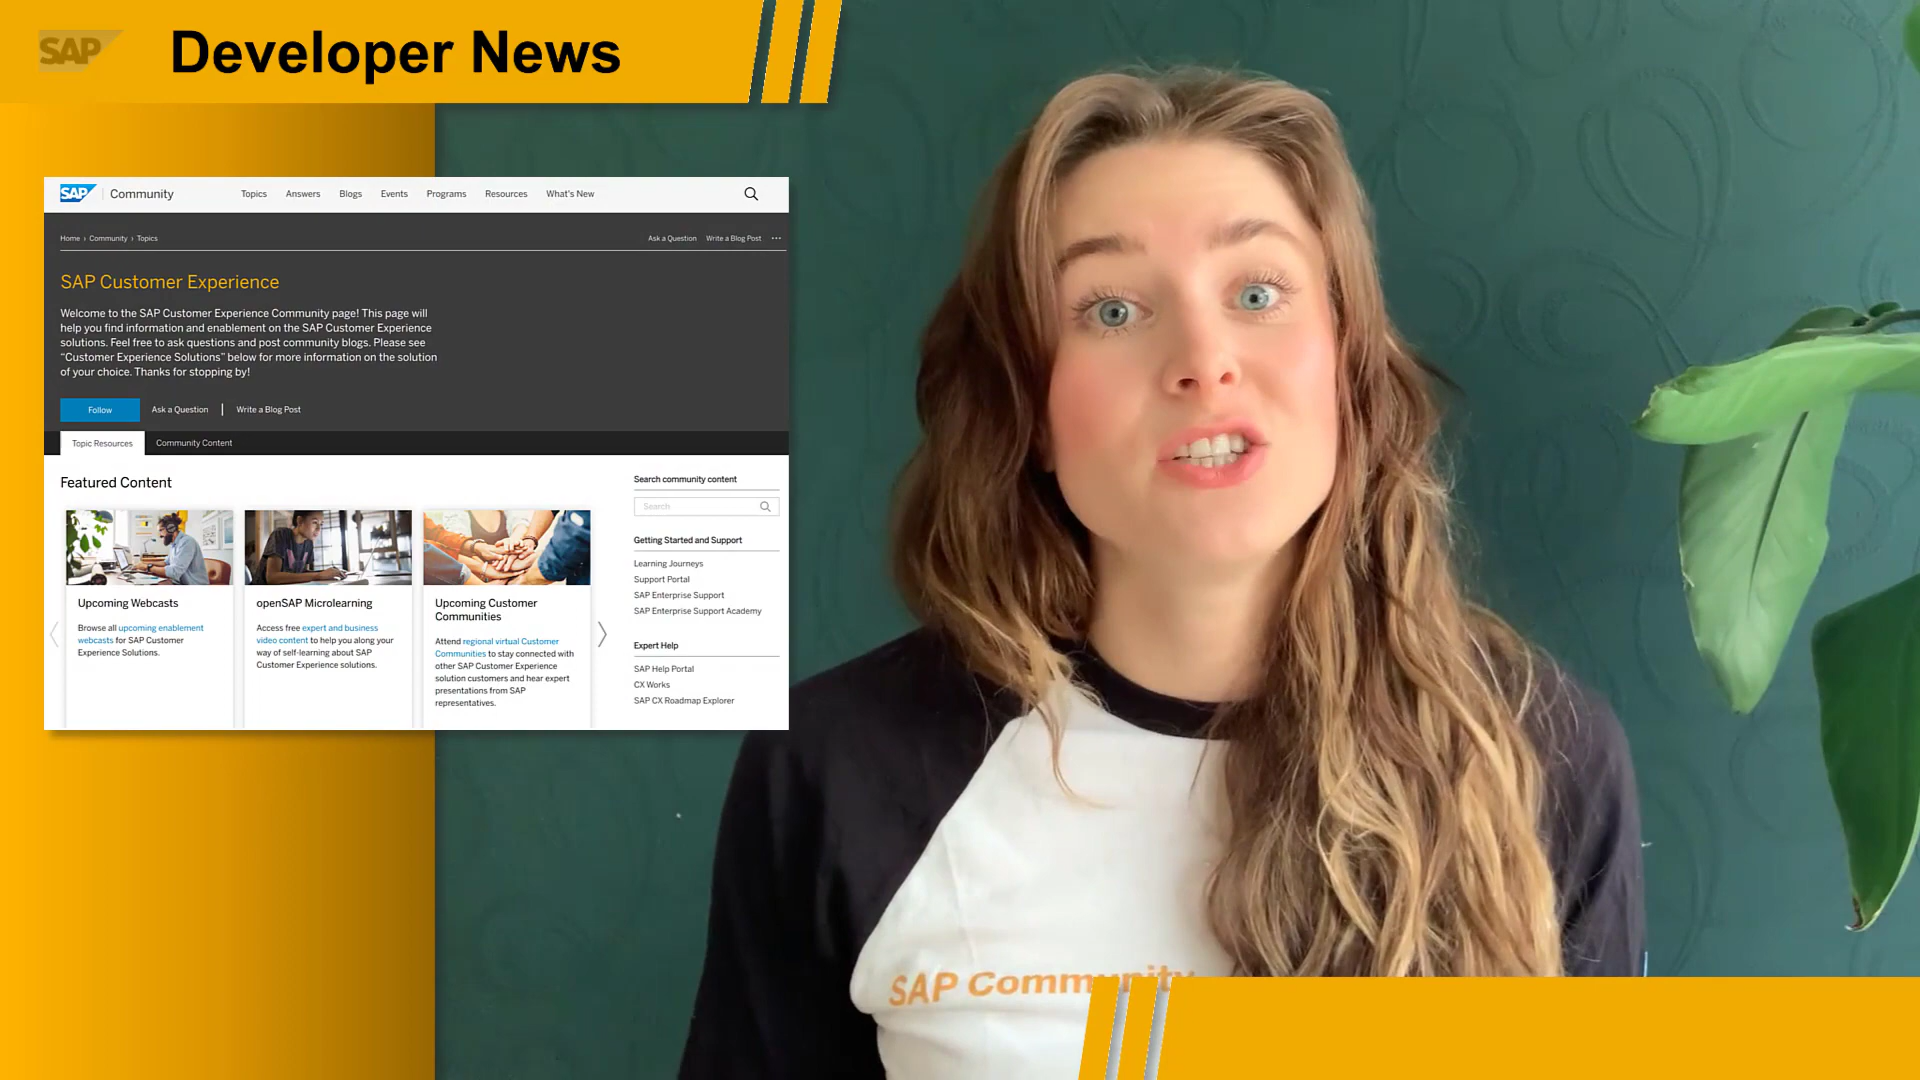 SAP
Developer News
SAP
Community
Topics
Answers
Blogs
Events
Programs
Resources
What's New
Home › Community › Topics
Ask a Question
Write a Blog Post
SAP Customer Experience
Welcome to the SAP Customer Experience Community page! This page will
help you find information and enablement on the SAP Customer Experience
solutions. Feel free to ask questions and post community blogs. Please see
“Customer Experience Solutions” below for more information on the solution
of your choice. Thanks for stopping by!
Follow
Ask a Question
Write a Blog Post
Topic Resources
Community Content
Featured Content
Upcoming Webcasts
Browse all upcoming enablement
webcasts for SAP Customer
Experience Solutions.
openSAP Microlearning
Access free expert and business
video content to help you along your
way of self-learning about SAP
Customer Experience solutions.
Upcoming Customer
Communities
Attend regional virtual Customer
Communities to stay connected with
other SAP Customer Experience
solution customers and hear expert
presentations from SAP
representatives.
Search community content
Search
Getting Started and Support
Learning Journeys
Support Portal
SAP Enterprise Support
SAP Enterprise Support Academy
Expert Help
SAP Help Portal
CX Works
SAP CX Roadmap Explorer
SAP Community